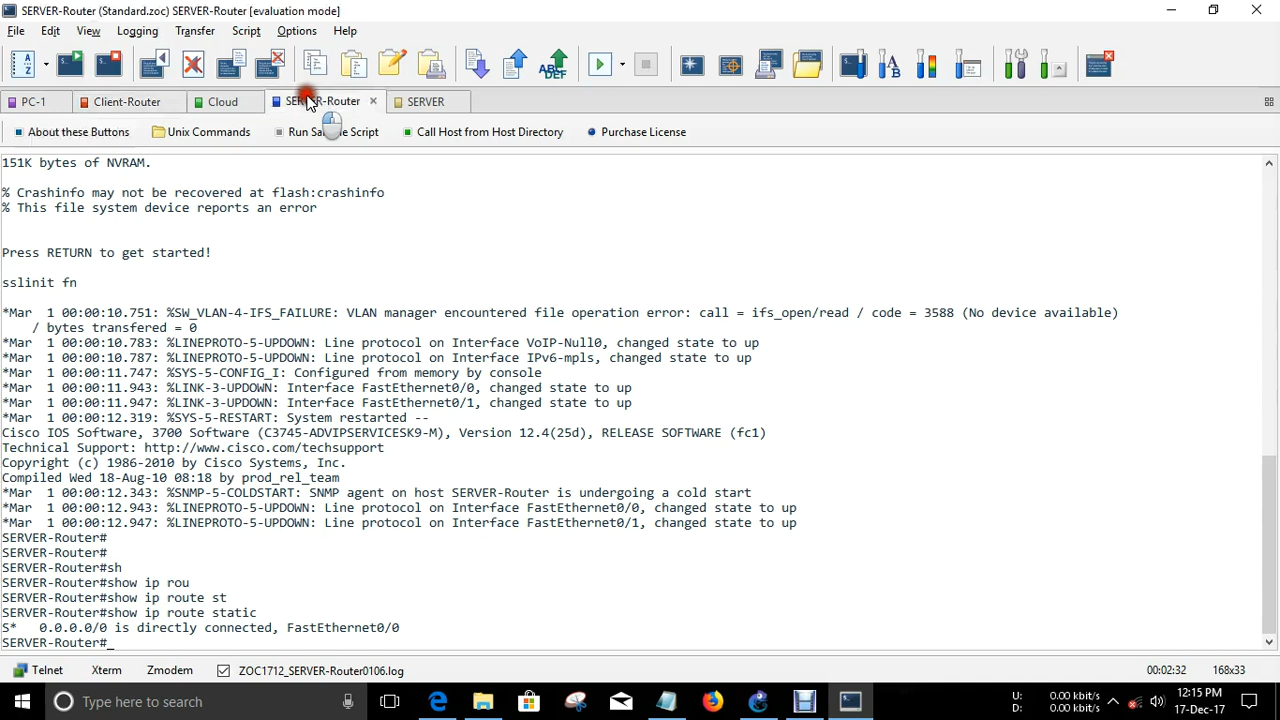 SERVER-Router (Standard.zoc) SERVER-Router [evaluation mode]
File Edit View Logging Transfer Script Options Help
PC-1 Client-Router Cloud SERVER-Router SERVER
About these Buttons Unix Commands Run Sample Script Call Host from Host Directory Purchase License
151K bytes of NVRAM.
% Crashinfo may not be recovered at flash:crashinfo
% This file system device reports an error
Press RETURN to get started!
sslinit fn
*Mar  1 00:00:10.751: %SW_VLAN-4-IFS_FAILURE: VLAN manager encountered file operation error: call = ifs_open/read / code = 3588 (No device available)
/ bytes transfered = 0
*Mar  1 00:00:10.783: %LINEPROTO-5-UPDOWN: Line protocol on Interface VoIP-Null0, changed state to up
*Mar  1 00:00:10.787: %LINEPROTO-5-UPDOWN: Line protocol on Interface IPv6-mpls, changed state to up
*Mar  1 00:00:11.747: %SYS-5-CONFIG_I: Configured from memory by console
*Mar  1 00:00:11.943: %LINK-3-UPDOWN: Interface FastEthernet0/0, changed state to up
*Mar  1 00:00:11.947: %LINK-3-UPDOWN: Interface FastEthernet0/1, changed state to up
*Mar  1 00:00:12.319: %SYS-5-RESTART: System restarted --
Cisco IOS Software, 3700 Software (C3745-ADVIPSERVICESK9-M), Version 12.4(25d), RELEASE SOFTWARE (fc1)
Technical Support: http://www.cisco.com/techsupport
Copyright (c) 1986-2010 by Cisco Systems, Inc.
Compiled Wed 18-Aug-10 08:18 by prod_rel_team
*Mar  1 00:00:12.343: %SNMP-5-COLDSTART: SNMP agent on host SERVER-Router is undergoing a cold start
*Mar  1 00:00:12.943: %LINEPROTO-5-UPDOWN: Line protocol on Interface FastEthernet0/0, changed state to up
*Mar  1 00:00:12.947: %LINEPROTO-5-UPDOWN: Line protocol on Interface FastEthernet0/1, changed state to up
SERVER-Router#
SERVER-Router#
SERVER-Router#sh
SERVER-Router#show ip rou
SERVER-Router#show ip route st
SERVER-Router#show ip route static
S*   0.0.0.0/0 is directly connected, FastEthernet0/0
SERVER-Router#_
Telnet Xterm Zmodem ZOC1712_SERVER-Router0106.log 00:02:32 168x33
Type here to search U: 0.00 kbit/s 12:15 PM
D: 0.00 kbit/s 17-Dec-17